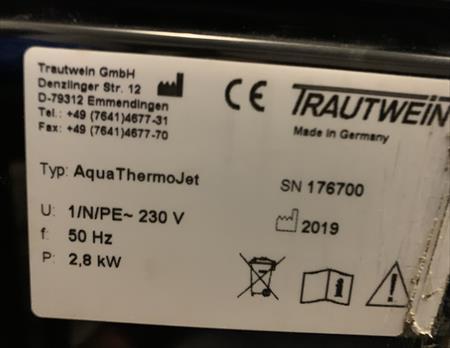 Trautwein GmbH
Denzlinger Str. 12
D-79312 Emmendingen
Tel.: +49 (7641)4677-31
Fax: +49 (7641)4677-70
CE
TRAUTWEIN
Made in Germany
Typ: AquaThermoJet
SN 176700
U: 1/N/PE~ 230 V
2019
f: 50 Hz
P: 2,8 kW